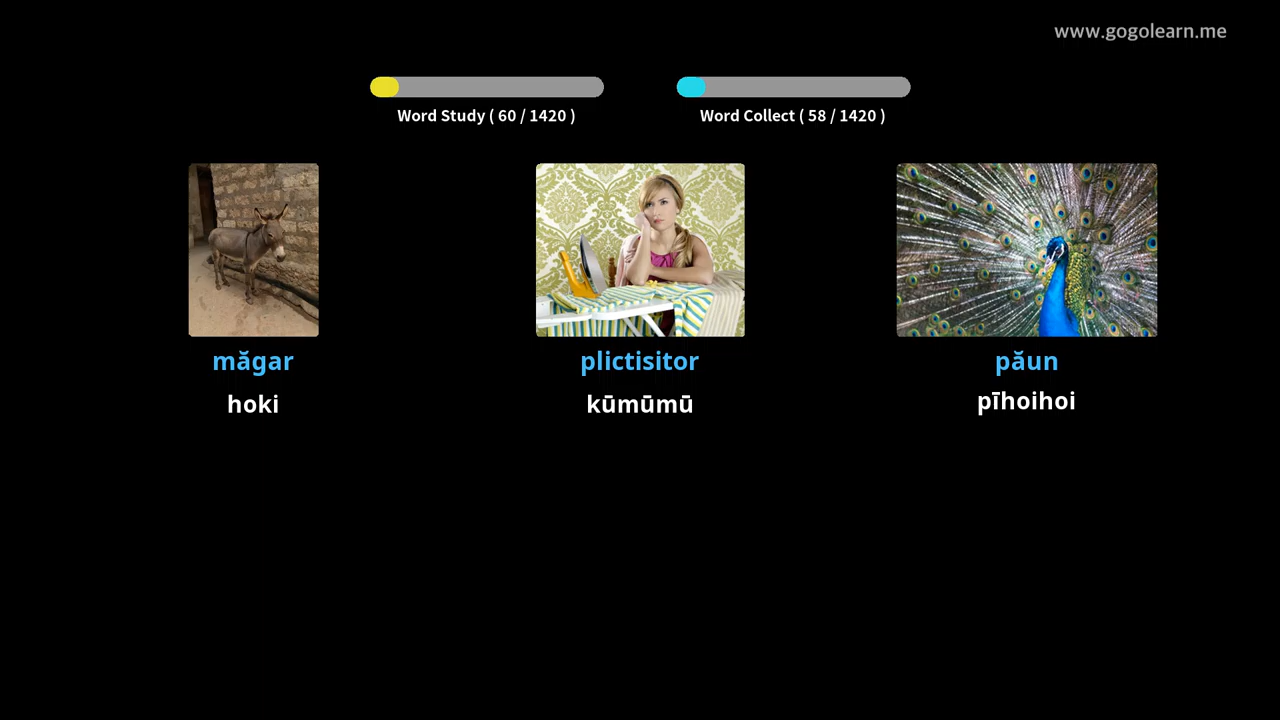 www.gogolearn.me
Word Study ( 60 / 1420 )
Word Collect ( 58 / 1420 )
măgar
plictisitor
păun
hoki
kūmūmū
pīhoihoi